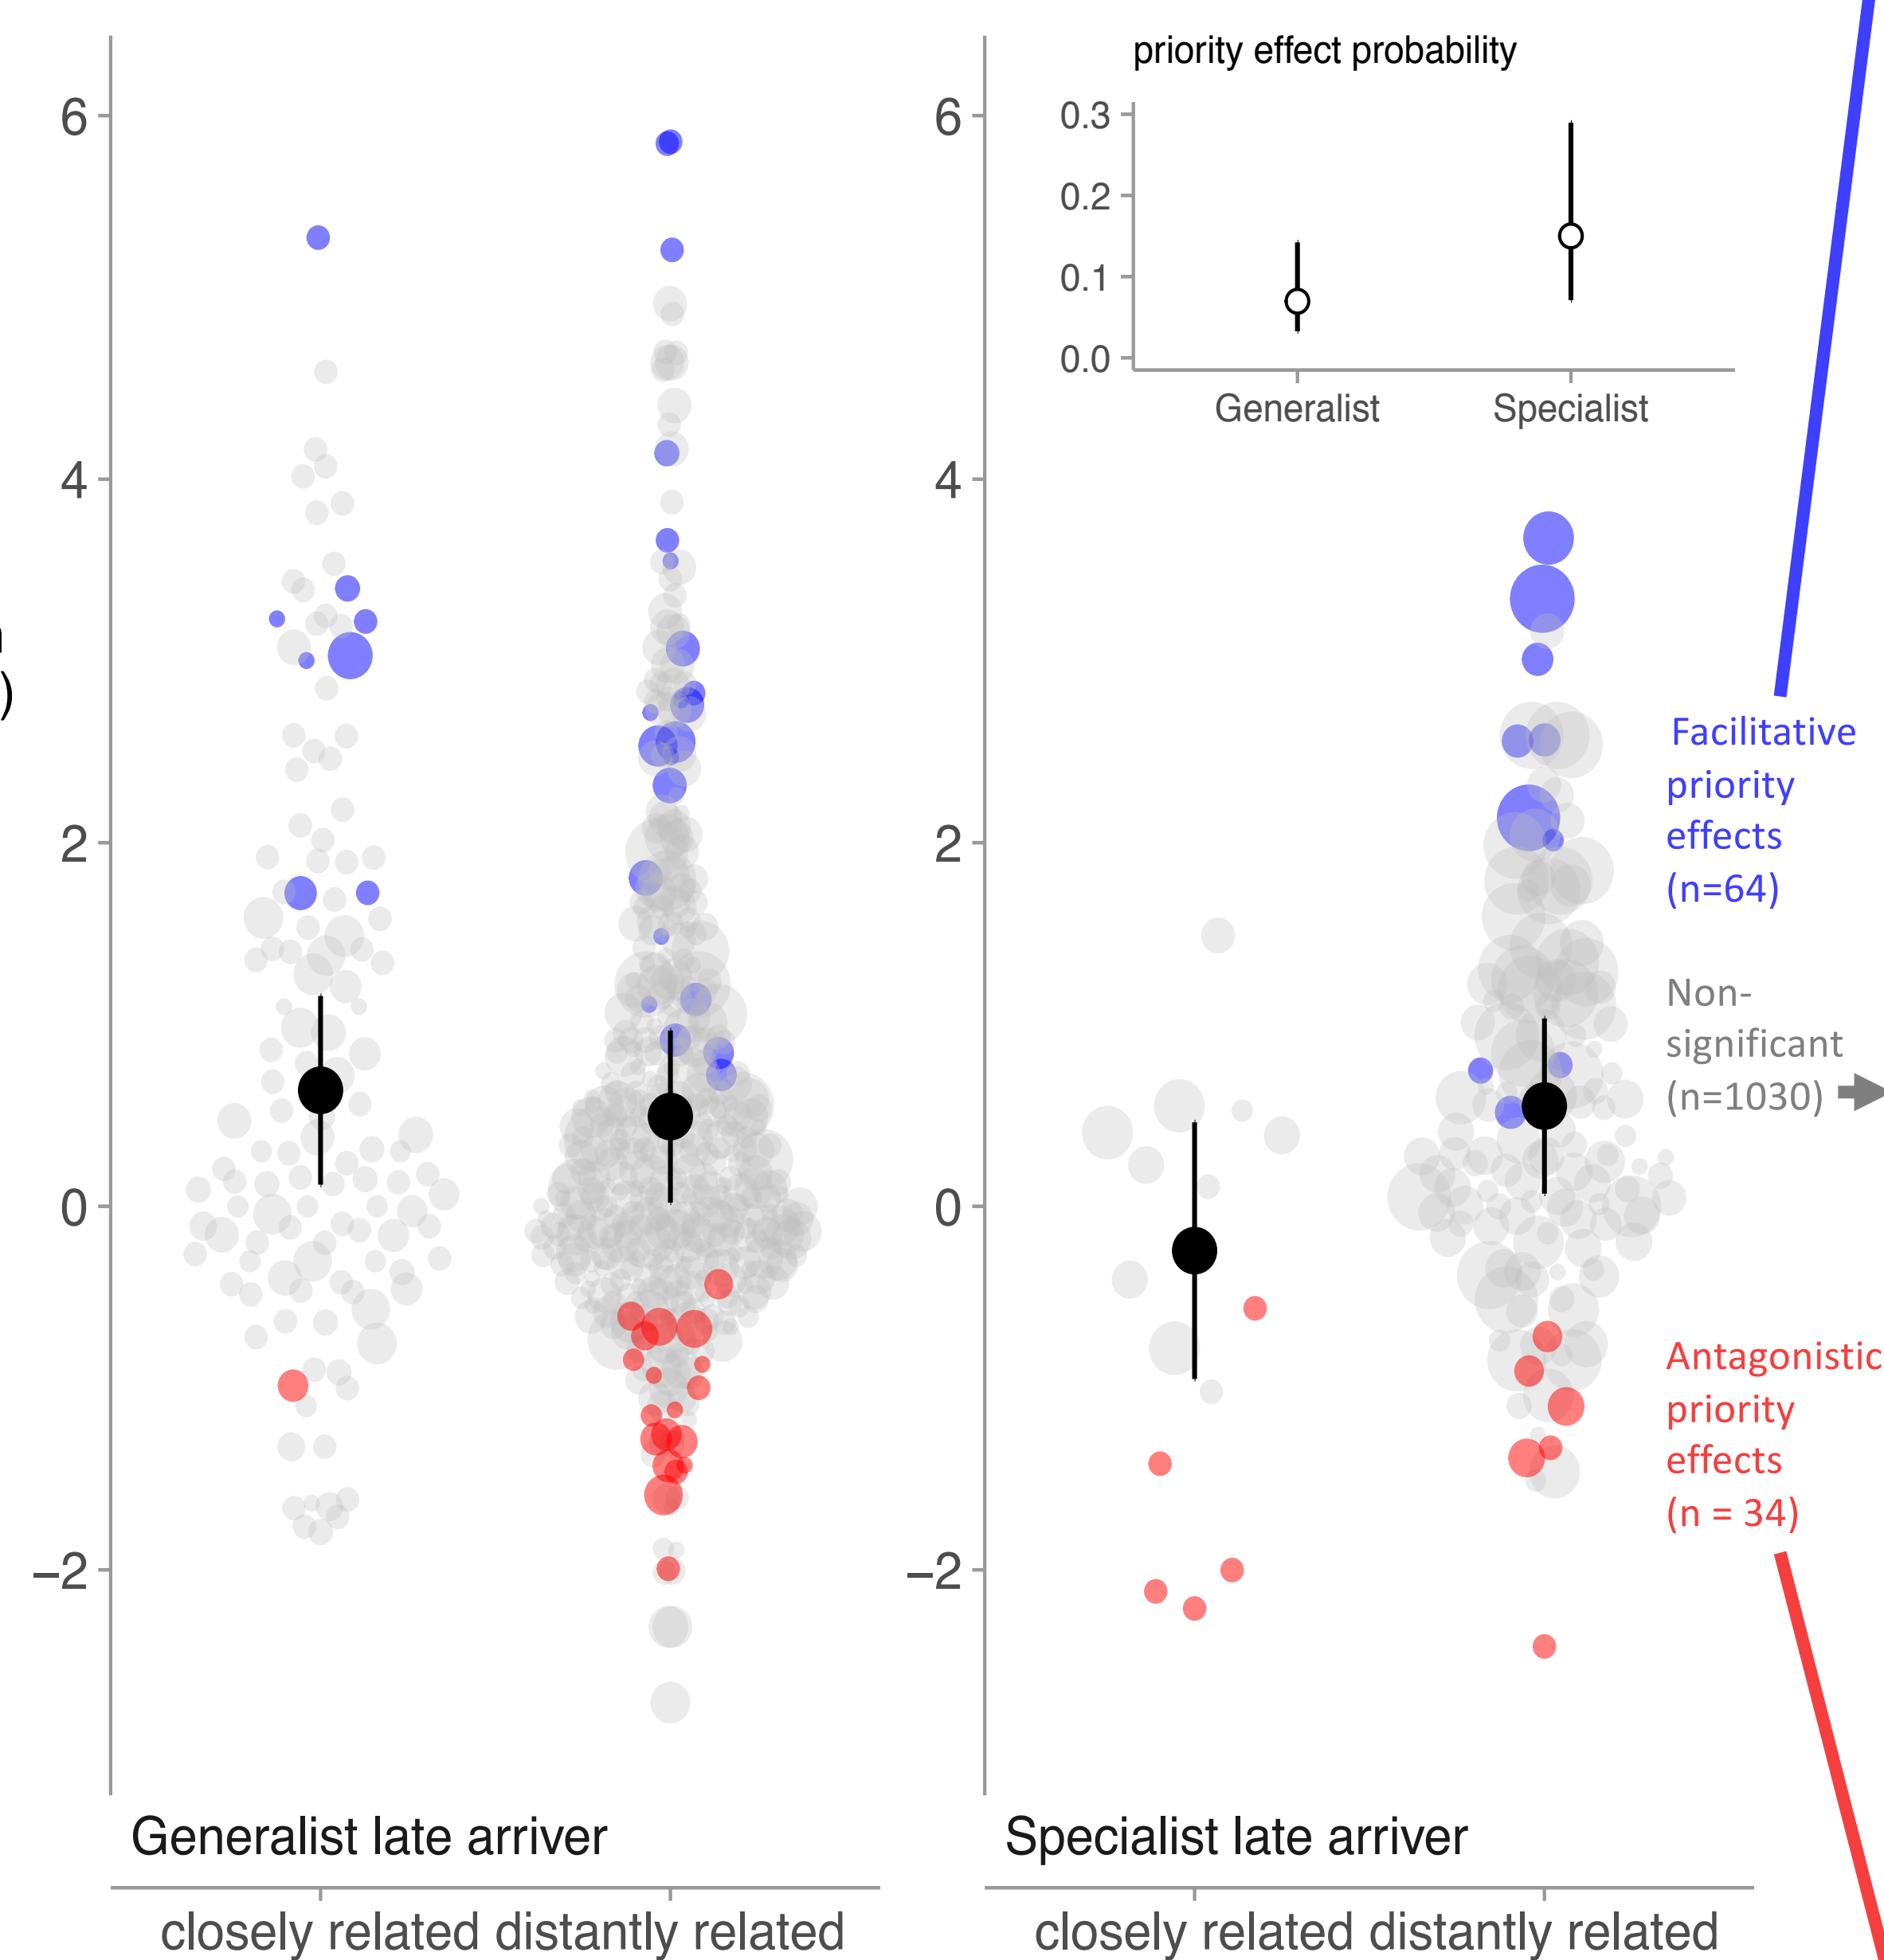 priority effect probability
0.3
0.2
0.1
0.0
Generalist
Specialist
6
4
2
0
−2
6
4
2
0
−2
)
Facilitative
priority
effects
(n=64)
Non-
significant
(n=1030)
Antagonistic
priority
effects
(n = 34)
Generalist late arriver
Specialist late arriver
closely related
distantly related
closely related
distantly related